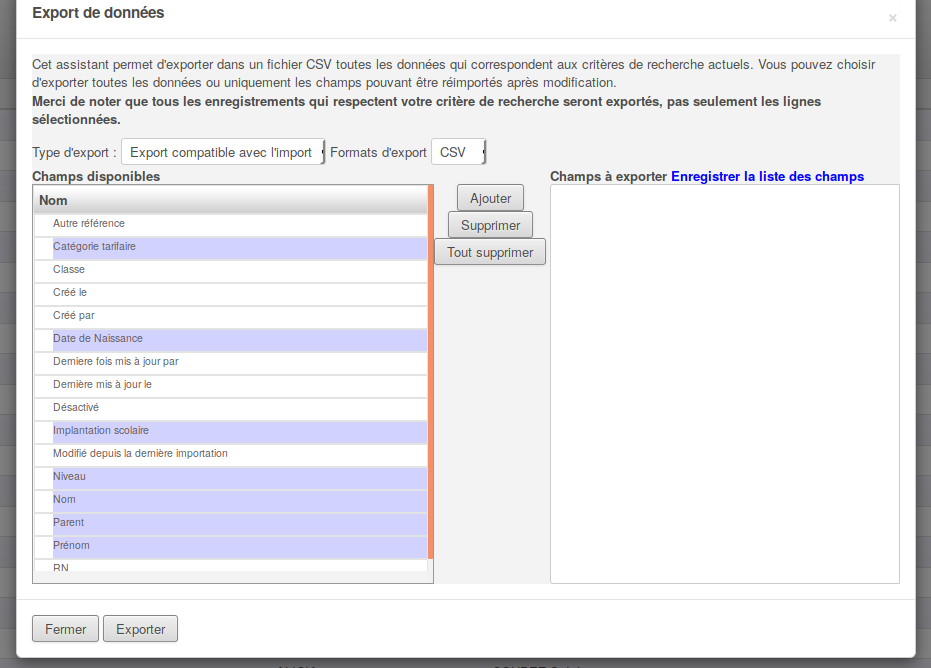 Export de données
×
Cet assistant permet d'exporter dans un fichier CSV toutes les données qui correspondent aux critères de recherche actuels. Vous pouvez choisir
d'exporter toutes les données ou uniquement les champs pouvant être réimportés après modification.
Merci de noter que tous les enregistrements qui respectent votre critère de recherche seront exportés, pas seulement les lignes
sélectionnées.
Type d'export : Export compatible avec l'import Formats d'export CSV
Champs disponibles
Champs à exporter Enregistrer la liste des champs
Nom
Ajouter
Supprimer
Tout supprimer
Autre référence
Catégorie tarifaire
Classe
Créé le
Créé par
Date de Naissance
Derniere fois mis à jour par
Dernière mis à jour le
Désactivé
Implantation scolaire
Modifié depuis la dernière importation
Niveau
Nom
Parent
Prénom
RN
Fermer
Exporter